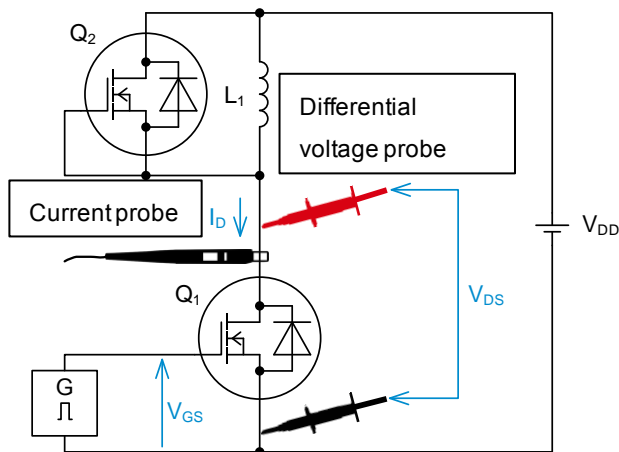 Q2
L1
Differential
voltage probe
Current probe
ID
VDD
Q1
VDS
G
VGS